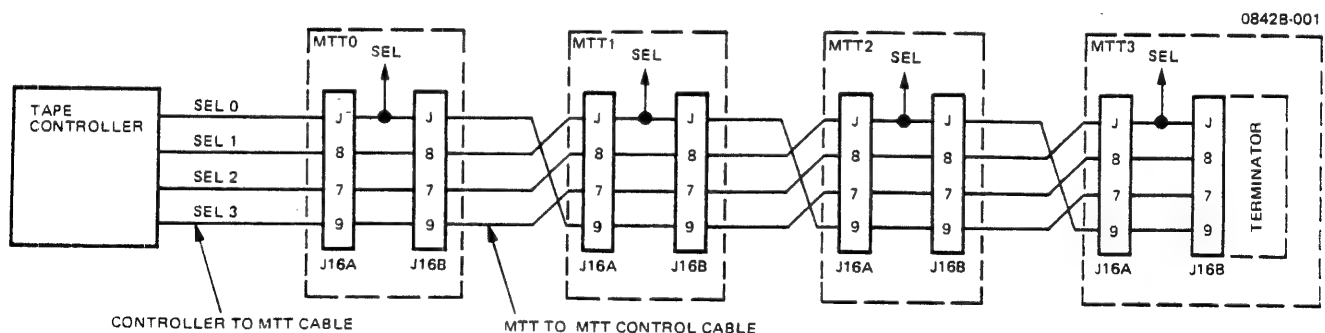 0842B-001
MTT0
SEL
MTT1
SEL
MTT2
SEL
MTT3
SEL
TAPE
CONTROLLER
SEL 0
SEL 1
SEL 2
SEL 3
J
8
7
9
J
8
7
9
J
8
7
9
J
8
7
9
J
8
7
9
J
8
7
9
J
8
7
9
J
8
7
9
TERMINATOR
J16A
J16B
J16A
J16B
J16A
J16B
J16A
J16B
CONTROLLER TO MTT CABLE
MTT TO MTT CONTROL CABLE